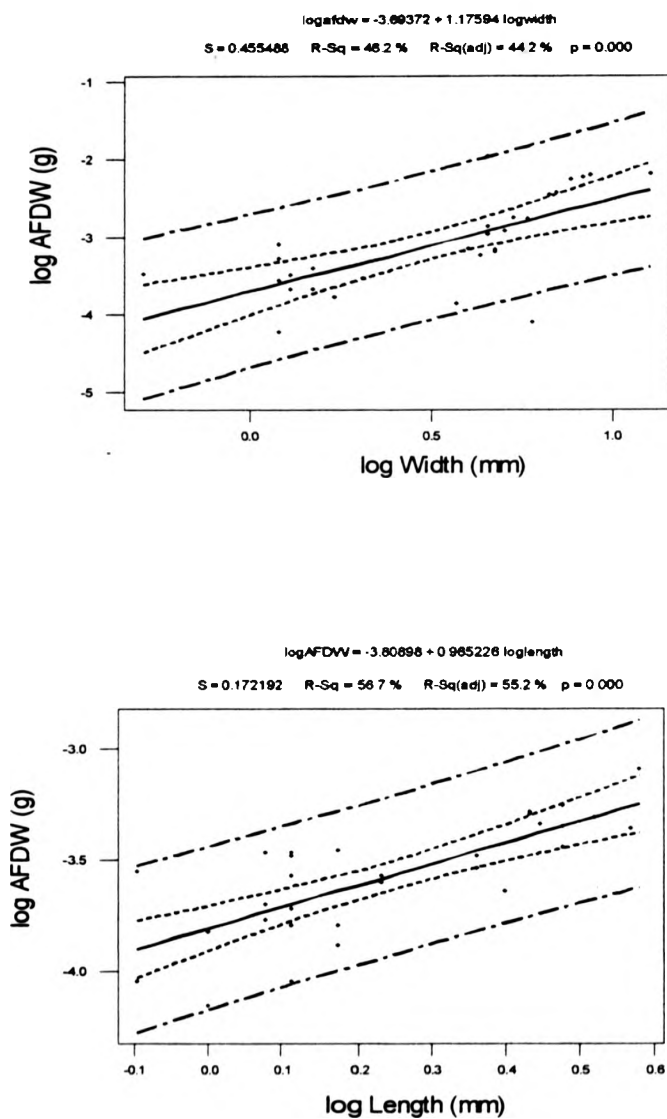 logafdw = -3.69372 + 1.17594 logwidth
S = 0.455488 R-Sq = 46.2 % R-Sq(adj) = 44.2 % p = 0.000
-1
-2
-3
-4
-5
log AFDW (g)
0.0 0.5 1.0
log Width (mm)
logAFDW = -3.80898 + 0.965226 loglength
S = 0.172192 R-Sq = 56.7 % R-Sq(adj) = 55.2 % p = 0.000
-3.0
-3.5
-4.0
log AFDW (g)
-0.1 0.0 0.1 0.2 0.3 0.4 0.5 0.6
log Length (mm)